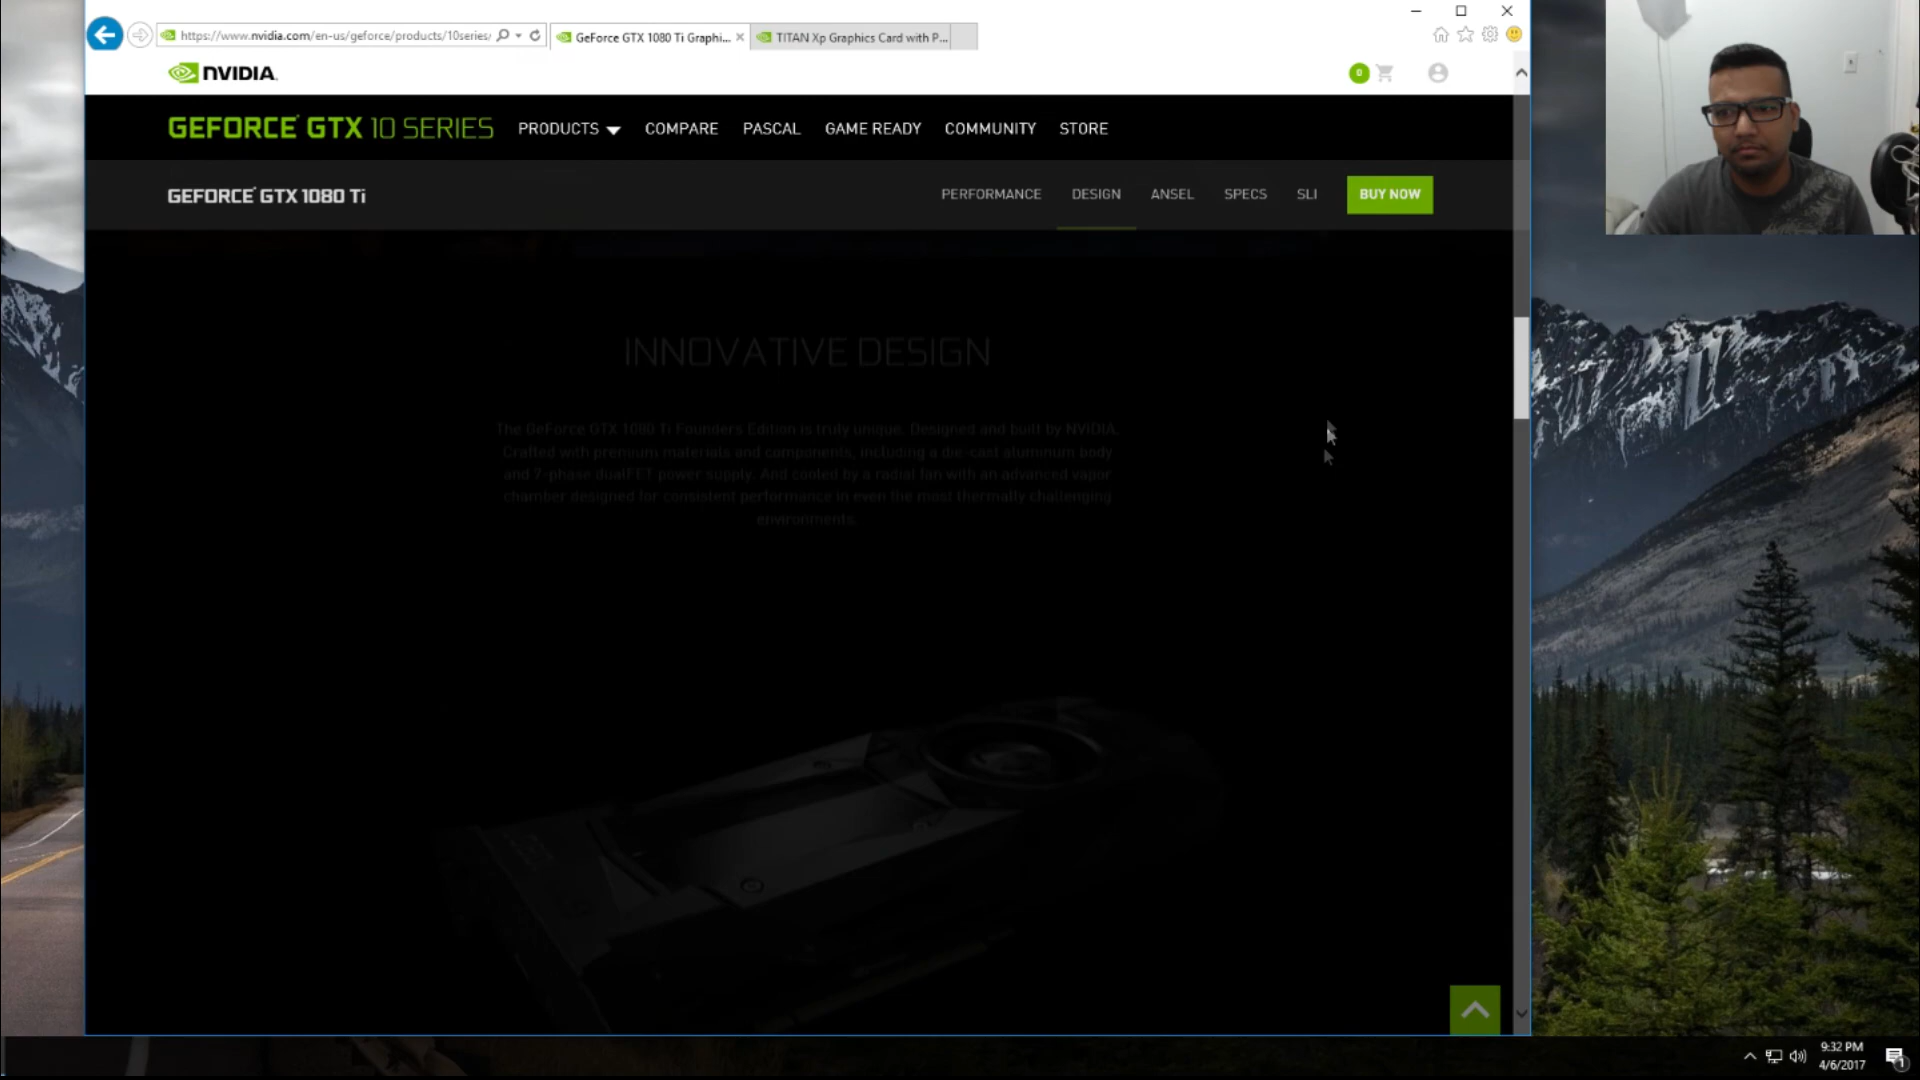 https://www.nvidia.com/en-us/geforce/products/10series/
GeForce GTX 1080 Ti Graphi...
TITAN Xp Graphics Card with P...
NVIDIA.
0
GEFORCE GTX 10 SERIES
PRODUCTS
COMPARE
PASCAL
GAME READY
COMMUNITY
STORE
GEFORCE GTX 1080 Ti
PERFORMANCE
DESIGN
ANSEL
SPECS
SLI
BUY NOW
INNOVATIVE DESIGN
The GeForce GTX 1080 Ti Founders Edition is truly unique. Designed and built by NVIDIA.
Crafted with premium materials and components, including a die-cast aluminum body
and 7-phase dualFET power supply. And cooled by a radial fan with an advanced vapor
chamber designed for consistent performance in even the most thermally challenging
environments.
9:32 PM
4/6/2017
1